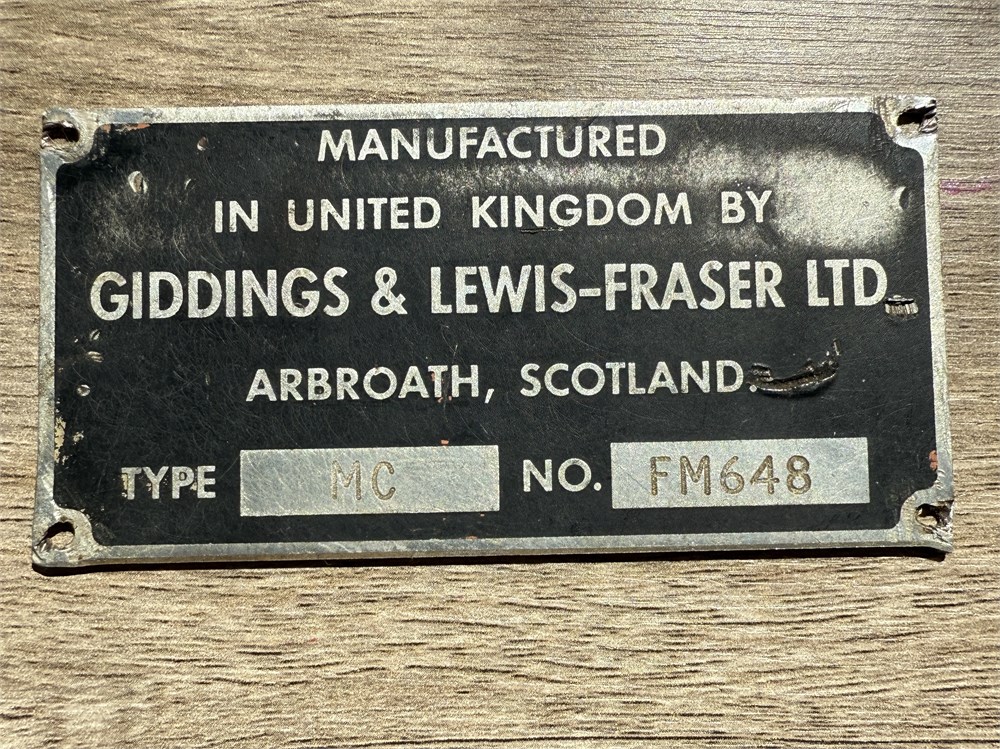 MANUFACTURED
IN UNITED KINGDOM BY
GIDDINGS & LEWIS-FRASER LTD.
ARBROATH, SCOTLAND.
TYPE MC NO. FM648